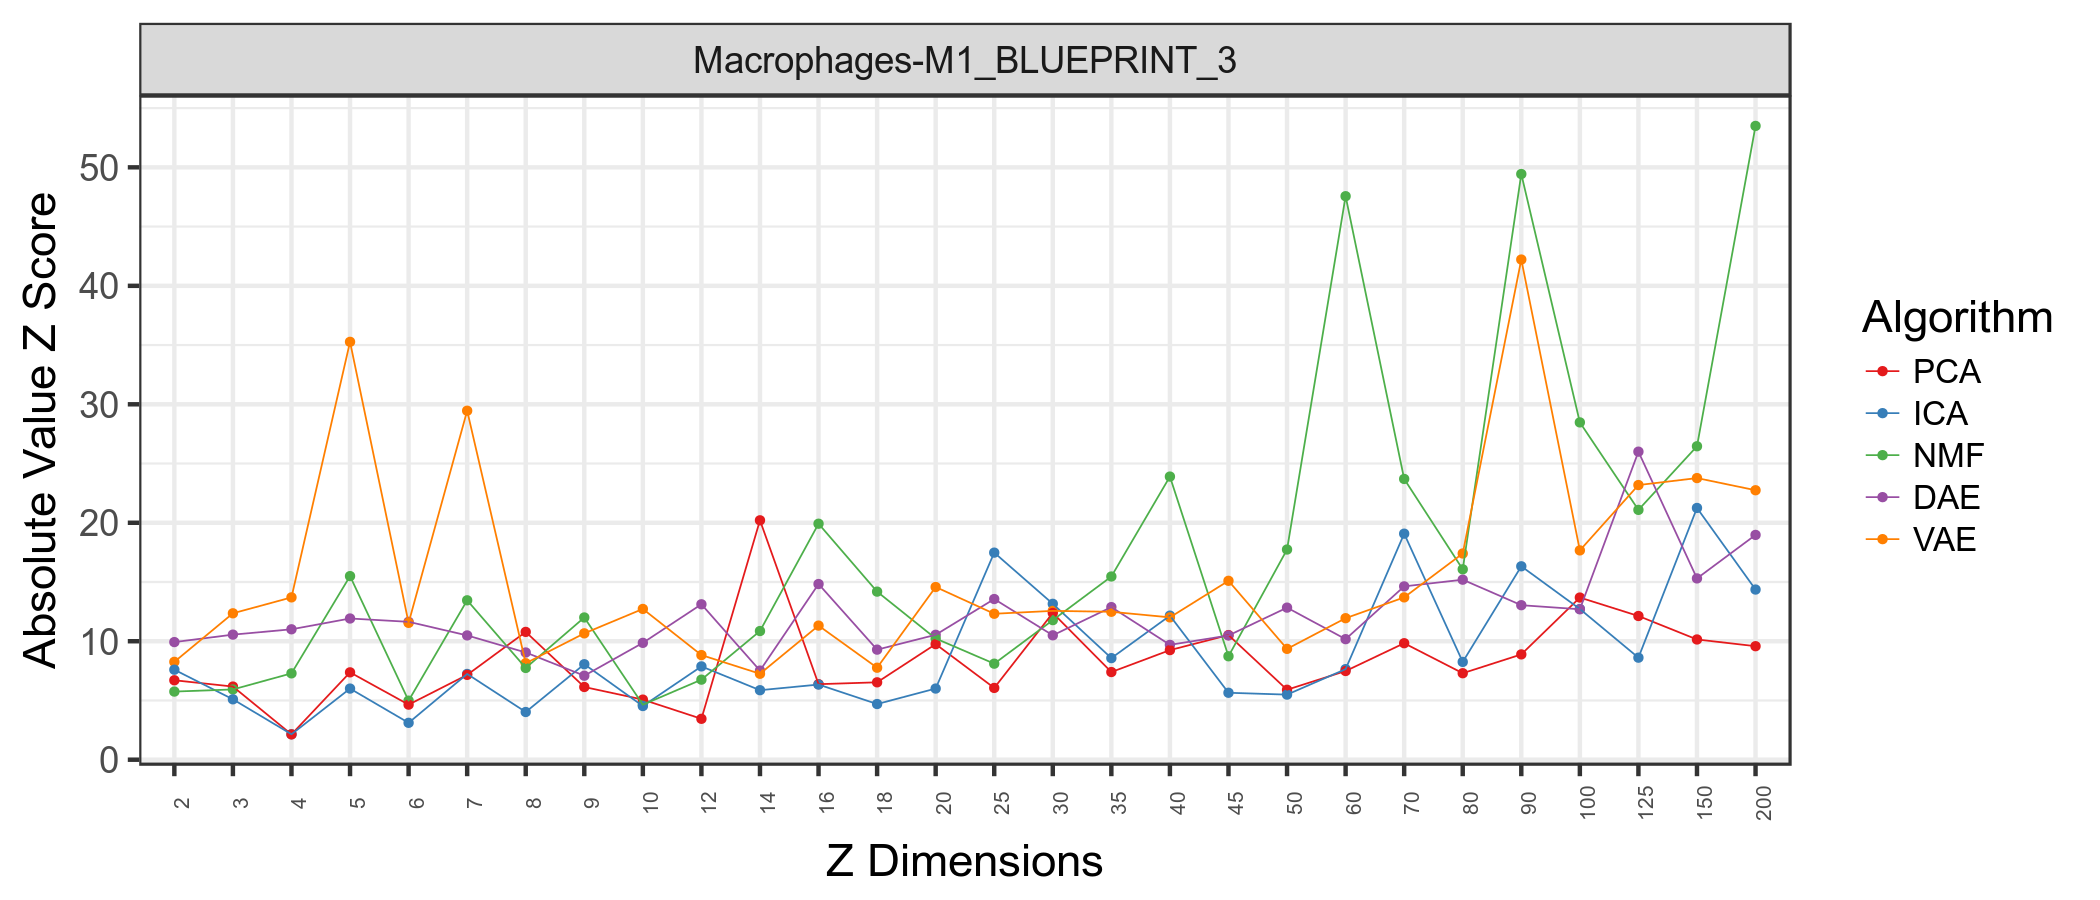 Macrophages-M1_BLUEPRINT_3
Absolute Value Z Score
50
40
30
20
10
0
2 3 4 5 6 7 8 9 10 12 14 16 18 20 25 30 35 40 45 50 60 70 80 90 100 125 150 200
Z Dimensions
Algorithm
PCA
ICA
NMF
DAE
VAE